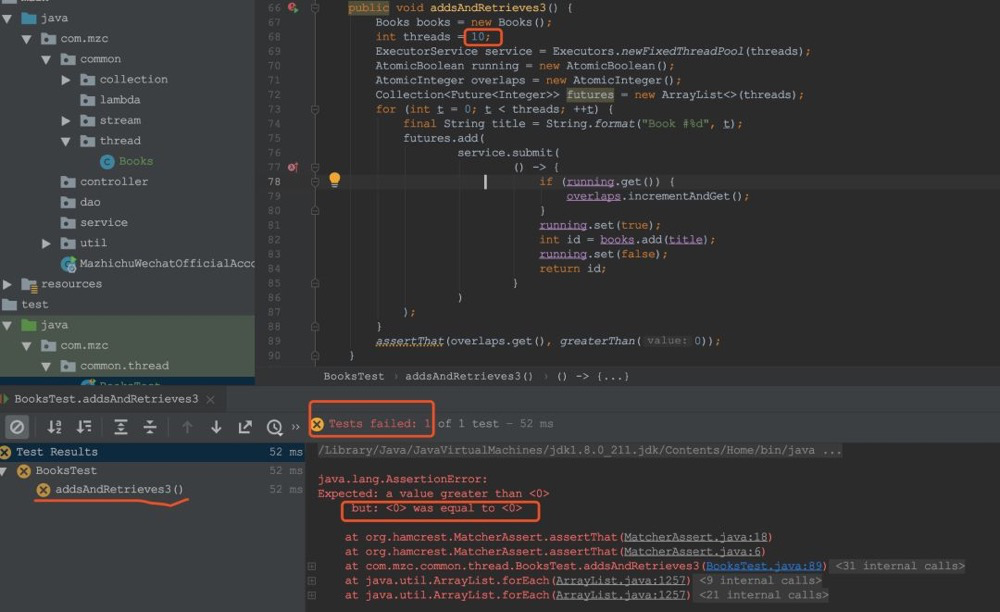 java
com.mzc
common
collection
lambda
stream
thread
Books
controller
dao
service
util
MazhichuWechatOfficialAcco
resources
test
java
com.mzc
common.thread
66 public void addsAndRetrieves3() {
67 Books books = new Books();
68 int threads = 10;
69 ExecutorService service = Executors.newFixedThreadPool(threads);
70 AtomicBoolean running = new AtomicBoolean();
71 AtomicInteger overlaps = new AtomicInteger();
72 Collection<Future<Integer>> futures = new ArrayList<>(threads);
73 for (int t = 0; t < threads; ++t) {
74 final String title = String.format("Book #%d", t);
75 futures.add(
76 service.submit(
77 () -> {
78 if (running.get()) {
79 overlaps.incrementAndGet();
80 }
81 running.set(true);
82 int id = books.add(title);
83 running.set(false);
84 return id;
85 }
86 )
87 );
88 }
89 assertThat(overlaps.get(), greaterThan( value: 0));
90 }
BooksTest › addsAndRetrieves3() › () -> {...}
BooksTest.addsAndRetrieves3 ×
Tests failed: 1 of 1 test – 52 ms
Test Results 52 ms
BooksTest 52 ms
addsAndRetrieves3() 52 ms
/Library/Java/JavaVirtualMachines/jdk1.8.0_211.jdk/Contents/Home/bin/java ...
java.lang.AssertionError:
Expected: a value greater than <0>
but: <0> was equal to <0>
at org.hamcrest.MatcherAssert.assertThat(MatcherAssert.java:18)
at org.hamcrest.MatcherAssert.assertThat(MatcherAssert.java:6)
at com.mzc.common.thread.BooksTest.addsAndRetrieves3(BooksTest.java:89) <31 internal calls>
at java.util.ArrayList.forEach(ArrayList.java:1257) <9 internal calls>
at java.util.ArrayList.forEach(ArrayList.java:1257) <21 internal calls>